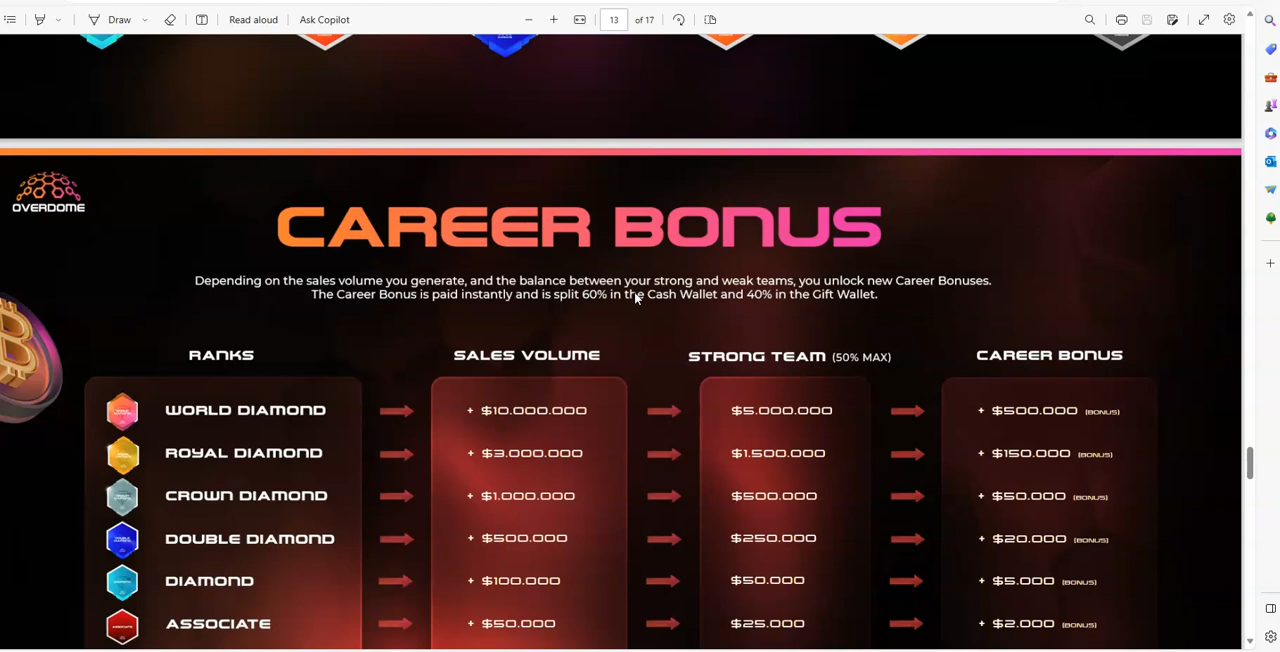 Draw
Read aloud
Ask Copilot
13 of 17
OVERDOME
CAREER BONUS
Depending on the sales volume you generate, and the balance between your strong and weak teams, you unlock new Career Bonuses.
The Career Bonus is paid instantly and is split 60% in the Cash Wallet and 40% in the Gift Wallet.
RANKS SALES VOLUME STRONG TEAM (50% MAX) CAREER BONUS
WORLD DIAMOND + $10.000.000 $5.000.000 + $500.000 (BONUS)
ROYAL DIAMOND + $3.000.000 $1.500.000 + $150.000 (BONUS)
CROWN DIAMOND + $1.000.000 $500.000 + $50.000 (BONUS)
DOUBLE DIAMOND + $500.000 $250.000 + $20.000 (BONUS)
DIAMOND + $100.000 $50.000 + $5.000 (BONUS)
ASSOCIATE + $50.000 $25.000 + $2.000 (BONUS)